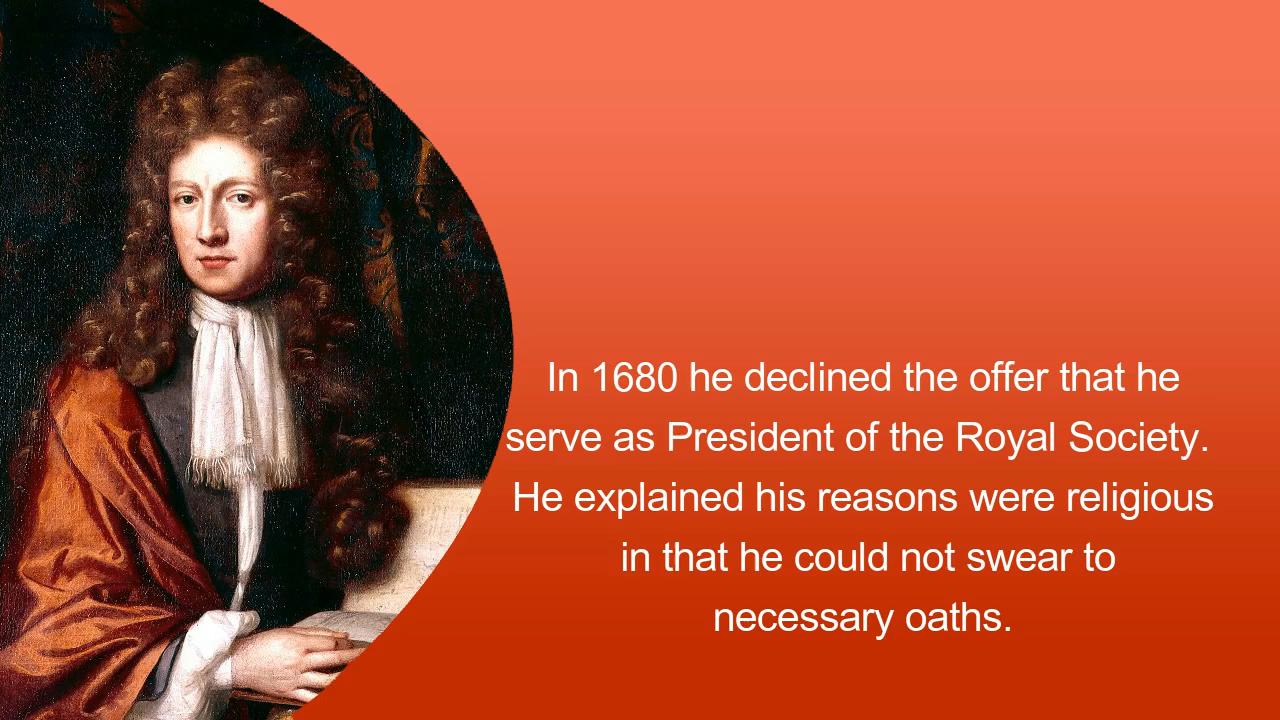 In 1680 he declined the offer that he
serve as President of the Royal Society.
He explained his reasons were religious
in that he could not swear to
necessary oaths.